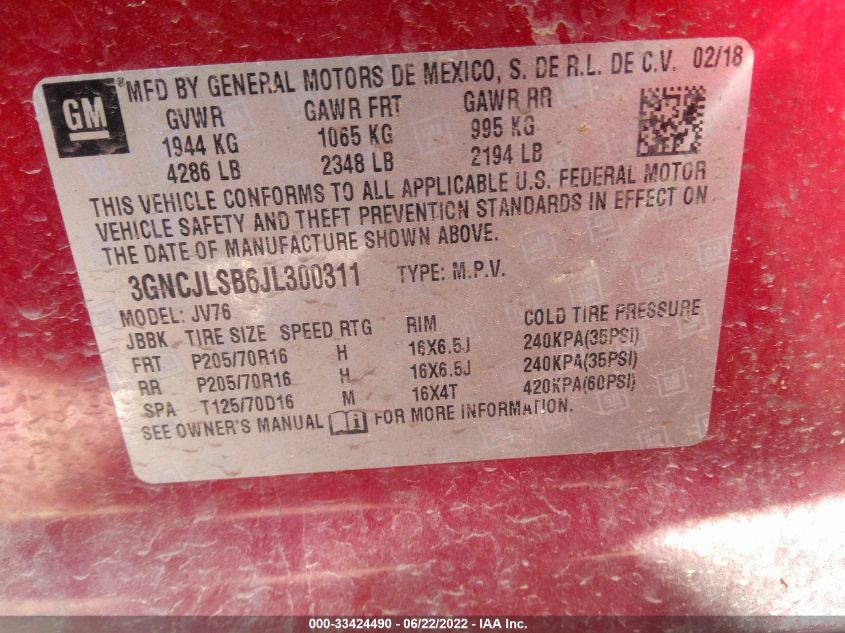 GM
®MFD BY GENERAL MOTORS DE MEXICO, S. DE R.L. DE C.V. 02/18
GVWR GAWR FRT GAWR RR
1944 KG 1065 KG 995 KG
4286 LB 2348 LB 2194 LB
THIS VEHICLE CONFORMS TO ALL APPLICABLE U.S. FEDERAL MOTOR
VEHICLE SAFETY AND THEFT PREVENTION STANDARDS IN EFFECT ON
THE DATE OF MANUFACTURE SHOWN ABOVE.
3GNCJLSB6JL300311 TYPE: M.P.V.
MODEL: JV76
JBBK TIRE SIZE SPEED RTG RIM COLD TIRE PRESSURE
FRT P205/70R16 H 16X6.5J 240KPA(35PSI)
RR P205/70R16 H 16X6.5J 240KPA(35PSI)
SPA T125/70D16 M 16X4T 420KPA(60PSI)
SEE OWNER'S MANUAL FOR MORE INFORMATION.
000-33424490 - 06/22/2022 - IAA Inc.